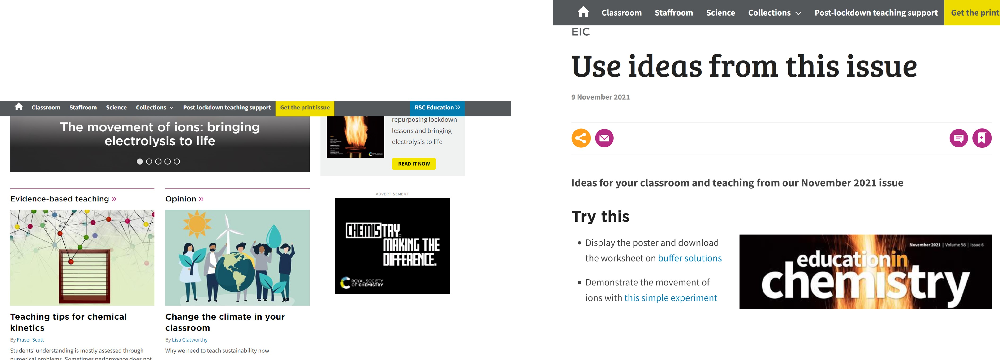 Classroom Staffroom Science Collections Post-lockdown teaching support Get the print issue RSC Education »
The movement of ions: bringing
electrolysis to life
repurposing lockdown
lessons and bringing
electrolysis to life
ROYAL SOCIETY
OF CHEMISTRY
READ IT NOW
Evidence-based teaching »
Teaching tips for chemical
kinetics
By Fraser Scott
Students’ understanding is mostly assessed through
numerical problems. Sometimes performance does not
Opinion »
Change the climate in your
classroom
By Lisa Clatworthy
Why we need to teach sustainability now
ADVERTISEMENT
CHEMISTRY.
MAKING THE
DIFFERENCE.
ROYAL SOCIETY
OF CHEMISTRY
Classroom Staffroom Science Collections Post-lockdown teaching support Get the print
EIC
Use ideas from this issue
9 November 2021
Ideas for your classroom and teaching from our November 2021 issue
Try this
• Display the poster and download
the worksheet on buffer solutions
• Demonstrate the movement of
ions with this simple experiment
November 2021 | Volume 58 | Issue 6
educationin
chemistry